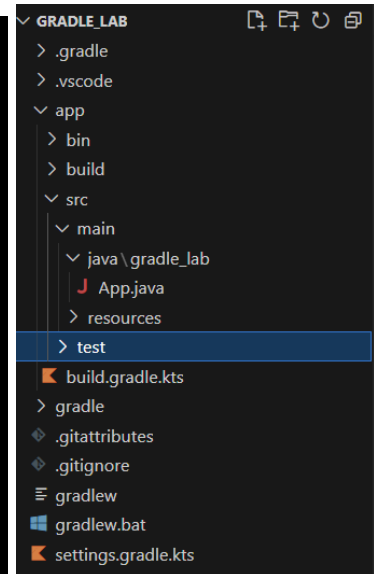 GRADLE_LAB
.gradle
.vscode
app
bin
build
src
main
java\gradle_lab
App.java
resources
test
build.gradle.kts
gradle
.gitattributes
.gitignore
gradlew
gradlew.bat
settings.gradle.kts